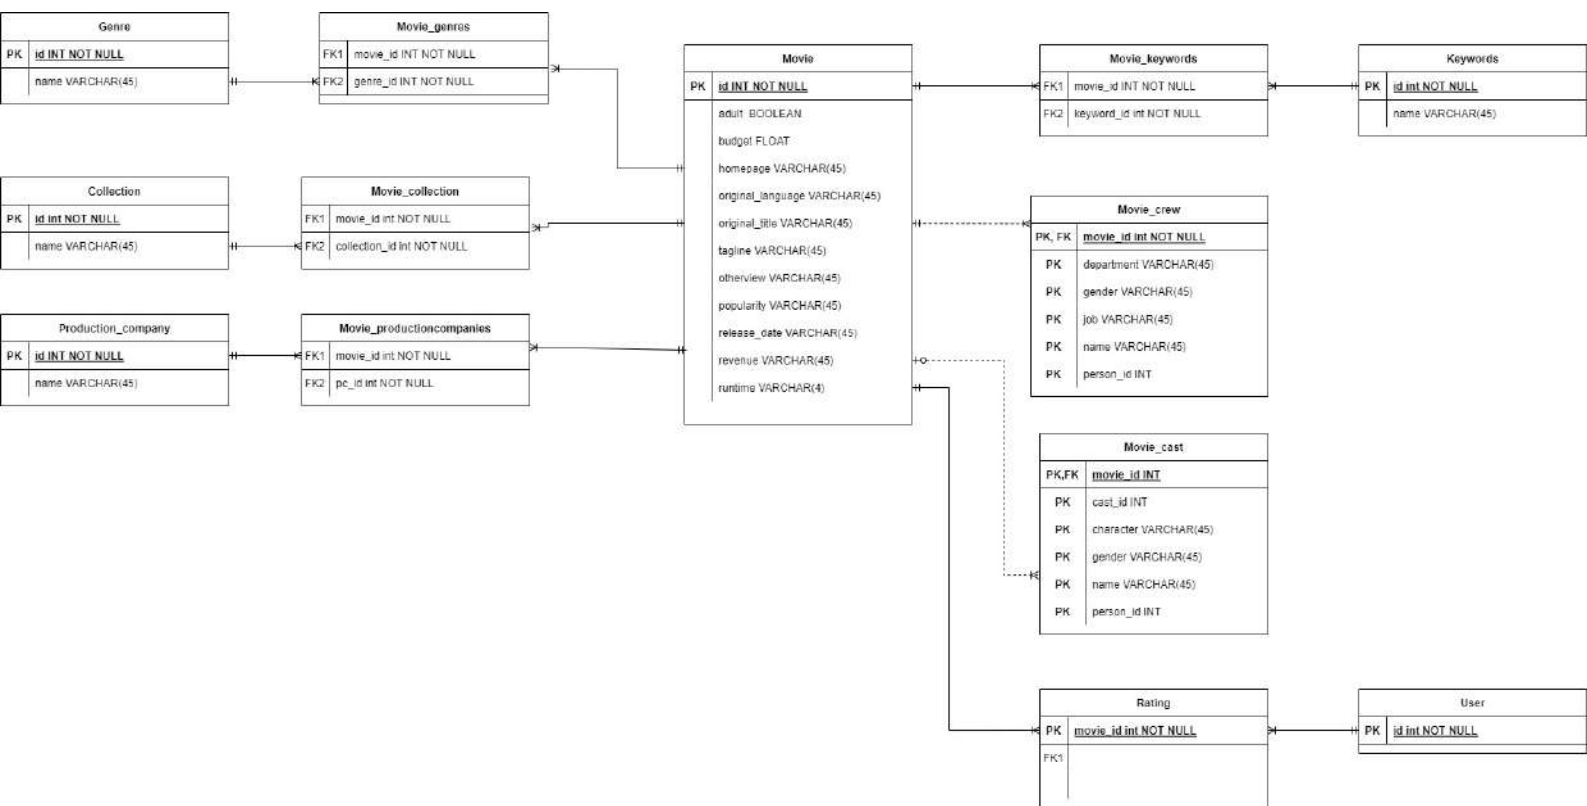 Genre
PK id INT NOT NULL
name VARCHAR(45)
Movie_genres
FK1 movie_id INT NOT NULL
FK2 genre_id INT NOT NULL
Collection
PK id int NOT NULL
name VARCHAR(45)
Movie_collection
FK1 movie_id int NOT NULL
FK2 collection_id int NOT NULL
Production_company
PK id INT NOT NULL
name VARCHAR(45)
Movie_productioncompanies
FK1 movie_id int NOT NULL
FK2 pc_id int NOT NULL
Movie
PK id INT NOT NULL
adult BOOLEAN
budget FLOAT
homepage VARCHAR(45)
original_language VARCHAR(45)
original_title VARCHAR(45)
tagline VARCHAR(45)
otherview VARCHAR(45)
popularity VARCHAR(45)
release_date VARCHAR(45)
revenue VARCHAR(45)
runtime VARCHAR(4)
Movie_keywords
FK1 movie_id INT NOT NULL
FK2 keyword_id int NOT NULL
Keywords
PK id int NOT NULL
name VARCHAR(45)
Movie_crew
PK, FK movie_id int NOT NULL
PK department VARCHAR(45)
PK gender VARCHAR(45)
PK job VARCHAR(45)
PK name VARCHAR(45)
PK person_id INT
Movie_cast
PK,FK movie_id INT
PK cast_id INT
PK character VARCHAR(45)
PK gender VARCHAR(45)
PK name VARCHAR(45)
PK person_id INT
Rating
PK movie_id int NOT NULL
FK1
User
PK id int NOT NULL